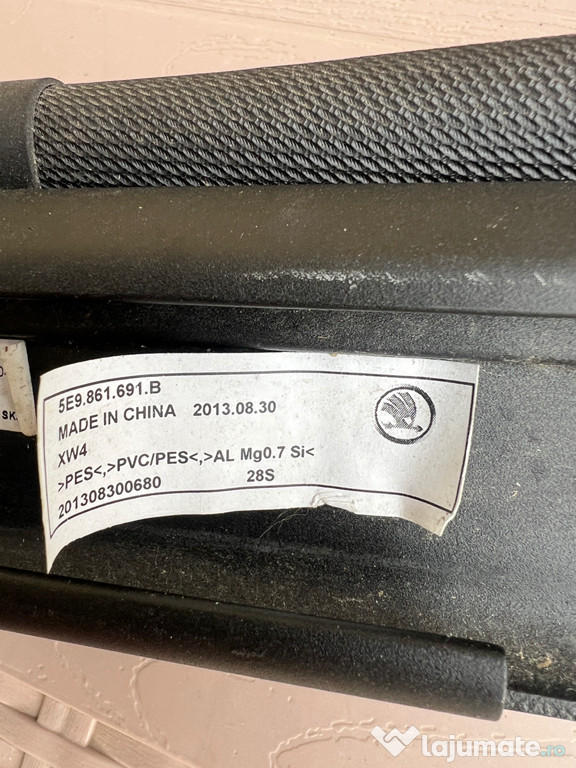 5E9.861.691.B
MADE IN CHINA 2013.08.30
XW4
>PES<,>PVC/PES<,>AL Mg0.7 Si<
201308300680 28S
SK.
lajumate.ro